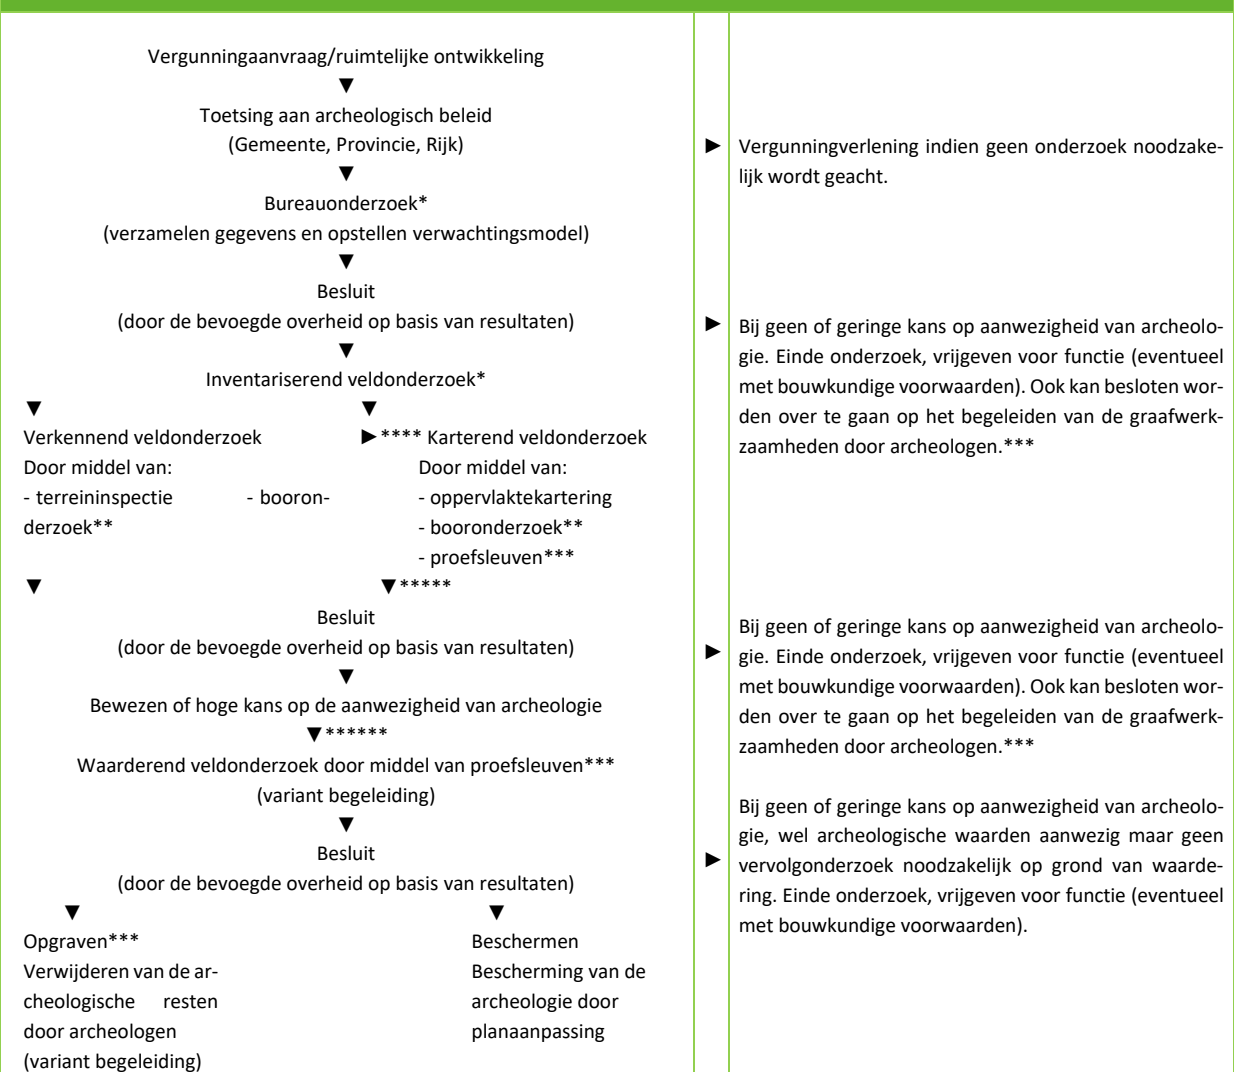 Vergunningaanvraag/ruimtelijke ontwikkeling
▼
Toetsing aan archeologisch beleid
(Gemeente, Provincie, Rijk)
▼
Bureauonderzoek*
(verzamelen gegevens en opstellen verwachtingsmodel)
▼
Besluit
(door de bevoegde overheid op basis van resultaten)
▼
Inventariserend veldonderzoek*
▼ ▼
Verkennend veldonderzoek ►**** Karterend veldonderzoek
Door middel van: Door middel van:
- terreininspectie - booron- - oppervlaktekartering
derzoek** - booronderzoek**
- proefsleuven***
▼ ▼*****
Besluit
(door de bevoegde overheid op basis van resultaten)
▼
Bewezen of hoge kans op de aanwezigheid van archeologie
▼******
Waarderend veldonderzoek door middel van proefsleuven***
(variant begeleiding)
▼
Besluit
(door de bevoegde overheid op basis van resultaten)
▼ ▼
Opgraven*** Beschermen
Verwijderen van de ar- Bescherming van de
cheologische resten archeologie door
door archeologen planaanpassing
(variant begeleiding)
► Vergunningverlening indien geen onderzoek noodzake-
lijk wordt geacht.
► Bij geen of geringe kans op aanwezigheid van archeolo-
gie. Einde onderzoek, vrijgeven voor functie (eventueel
met bouwkundige voorwaarden). Ook kan besloten wor-
den over te gaan op het begeleiden van de graafwerk-
zaamheden door archeologen.***
Bij geen of geringe kans op aanwezigheid van archeolo-
► gie. Einde onderzoek, vrijgeven voor functie (eventueel
met bouwkundige voorwaarden). Ook kan besloten wor-
den over te gaan op het begeleiden van de graafwerk-
zaamheden door archeologen.***
Bij geen of geringe kans op aanwezigheid van archeolo-
gie, wel archeologische waarden aanwezig maar geen
► vervolgonderzoek noodzakelijk op grond van waarde-
ring. Einde onderzoek, vrijgeven voor functie (eventueel
met bouwkundige voorwaarden).